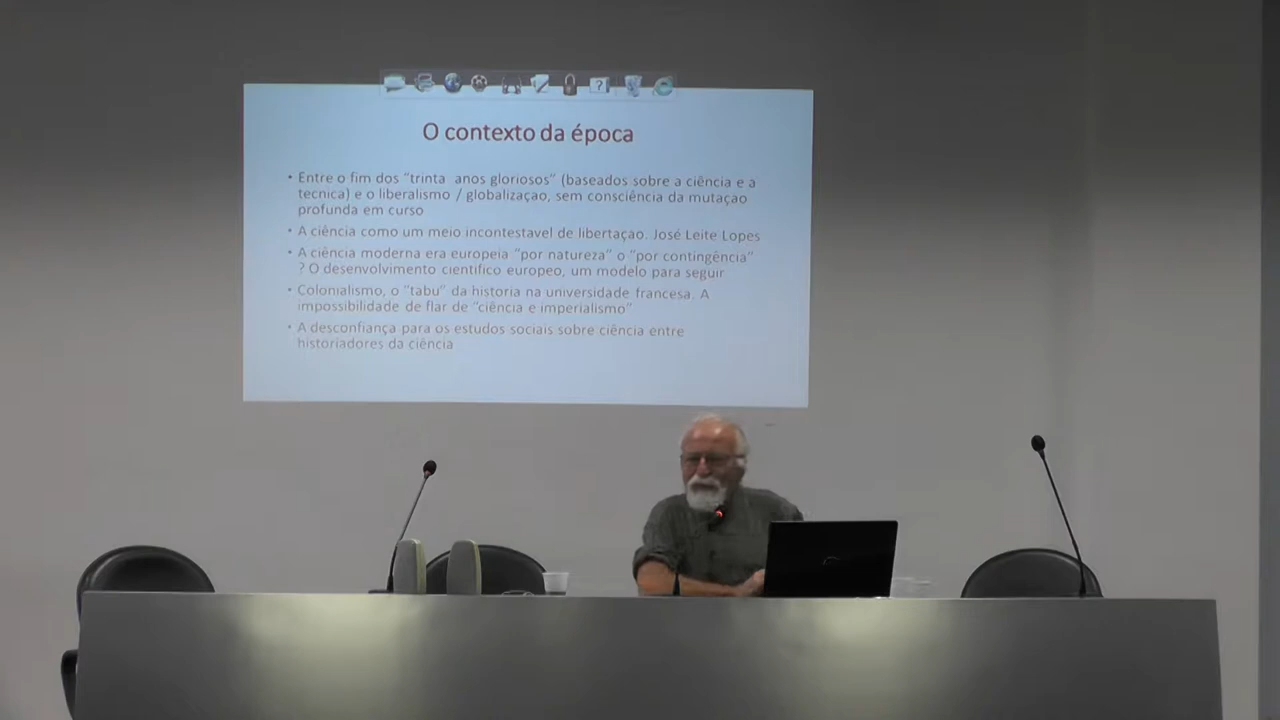 O contexto da época
• Entre o fim dos "trinta anos gloriosos" (baseados sobre a ciência e a
tecnica) e o liberalismo / globalizaçao, sem consciência da mutaçao
profunda em curso
• A ciência como um meio incontestavel de libertaçao. José Leite Lopes
• A ciência moderna era europeia "por natureza" o "por contingência"
? O desenvolvimento cientifico europeo, um modelo para seguir
• Colonialismo, o "tabu" da historia na universidade francesa. A
impossibilidade de flar de "ciência e imperialismo"
• A desconfiança para os estudos sociais sobre ciência entre
historiadores da ciência